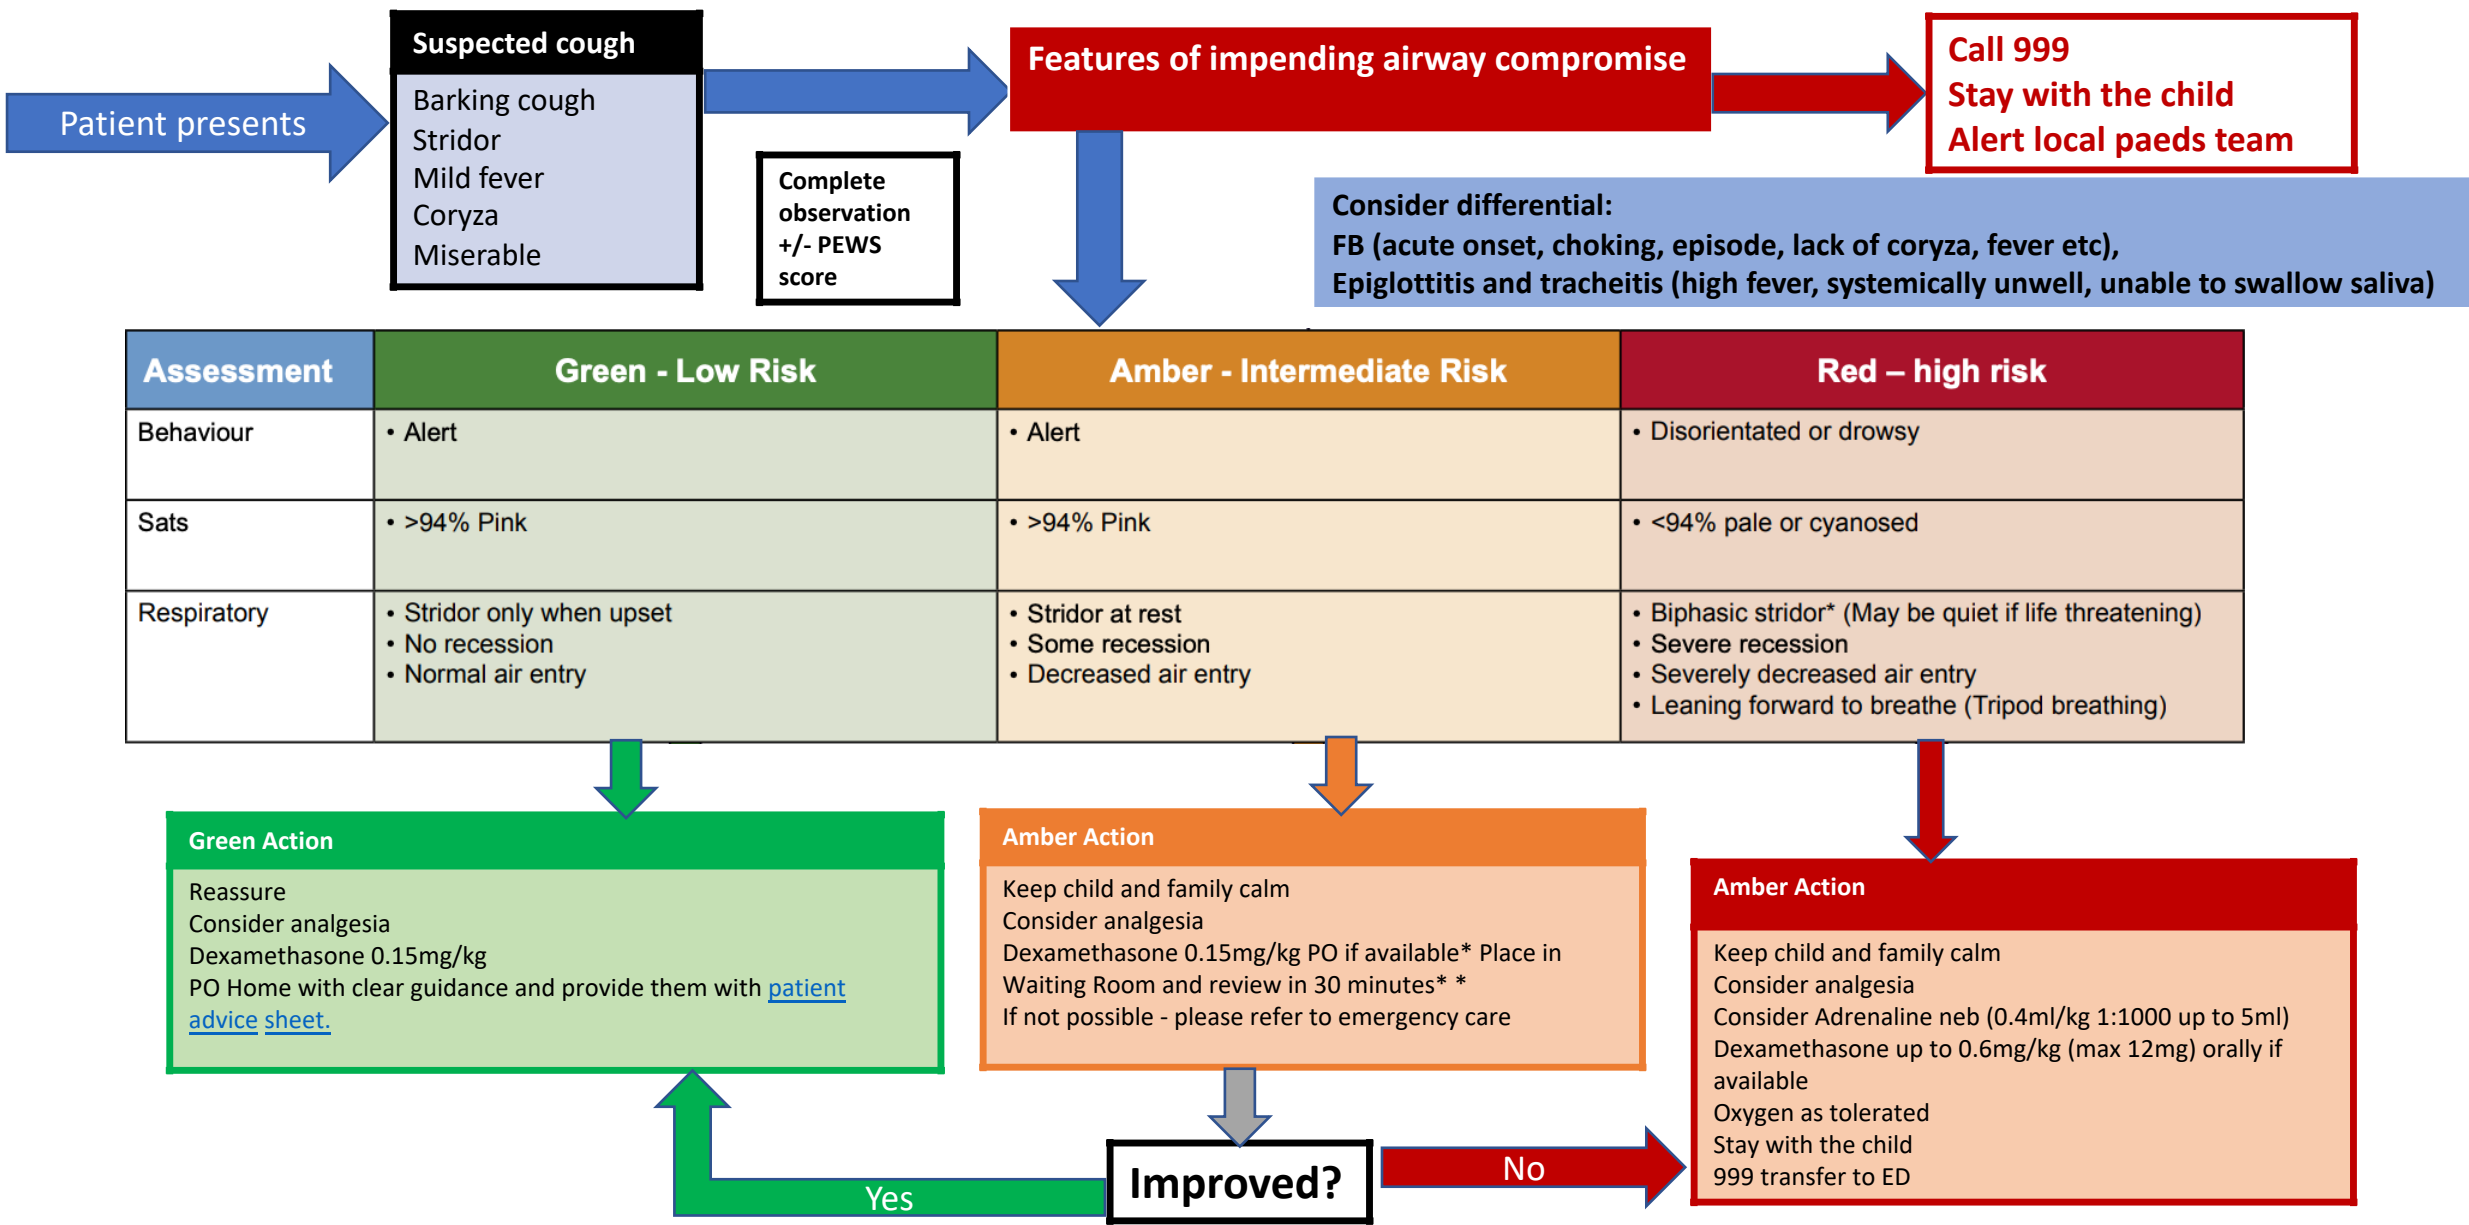 Patient presents
Suspected cough
Barking cough
Stridor
Mild fever
Coryza
Miserable
Complete
observation
+/- PEWS
score
Features of impending airway compromise
Call 999
Stay with the child
Alert local paeds team
Consider differential:
FB (acute onset, choking, episode, lack of coryza, fever etc),
Epiglottitis and tracheitis (high fever, systemically unwell, unable to swallow saliva)
Assessment
Green - Low Risk
Amber - Intermediate Risk
Red – high risk
Behaviour
• Alert
• Alert
• Disorientated or drowsy
Sats
• >94% Pink
• >94% Pink
• <94% pale or cyanosed
Respiratory
• Stridor only when upset
• No recession
• Normal air entry
• Stridor at rest
• Some recession
• Decreased air entry
• Biphasic stridor* (May be quiet if life threatening)
• Severe recession
• Severely decreased air entry
• Leaning forward to breathe (Tripod breathing)
Green Action
Reassure
Consider analgesia
Dexamethasone 0.15mg/kg
PO Home with clear guidance and provide them with patient
advice sheet.
Amber Action
Keep child and family calm
Consider analgesia
Dexamethasone 0.15mg/kg PO if available* Place in
Waiting Room and review in 30 minutes* *
If not possible - please refer to emergency care
Amber Action
Keep child and family calm
Consider analgesia
Consider Adrenaline neb (0.4ml/kg 1:1000 up to 5ml)
Dexamethasone up to 0.6mg/kg (max 12mg) orally if
available
Oxygen as tolerated
Stay with the child
999 transfer to ED
Improved?
Yes
No